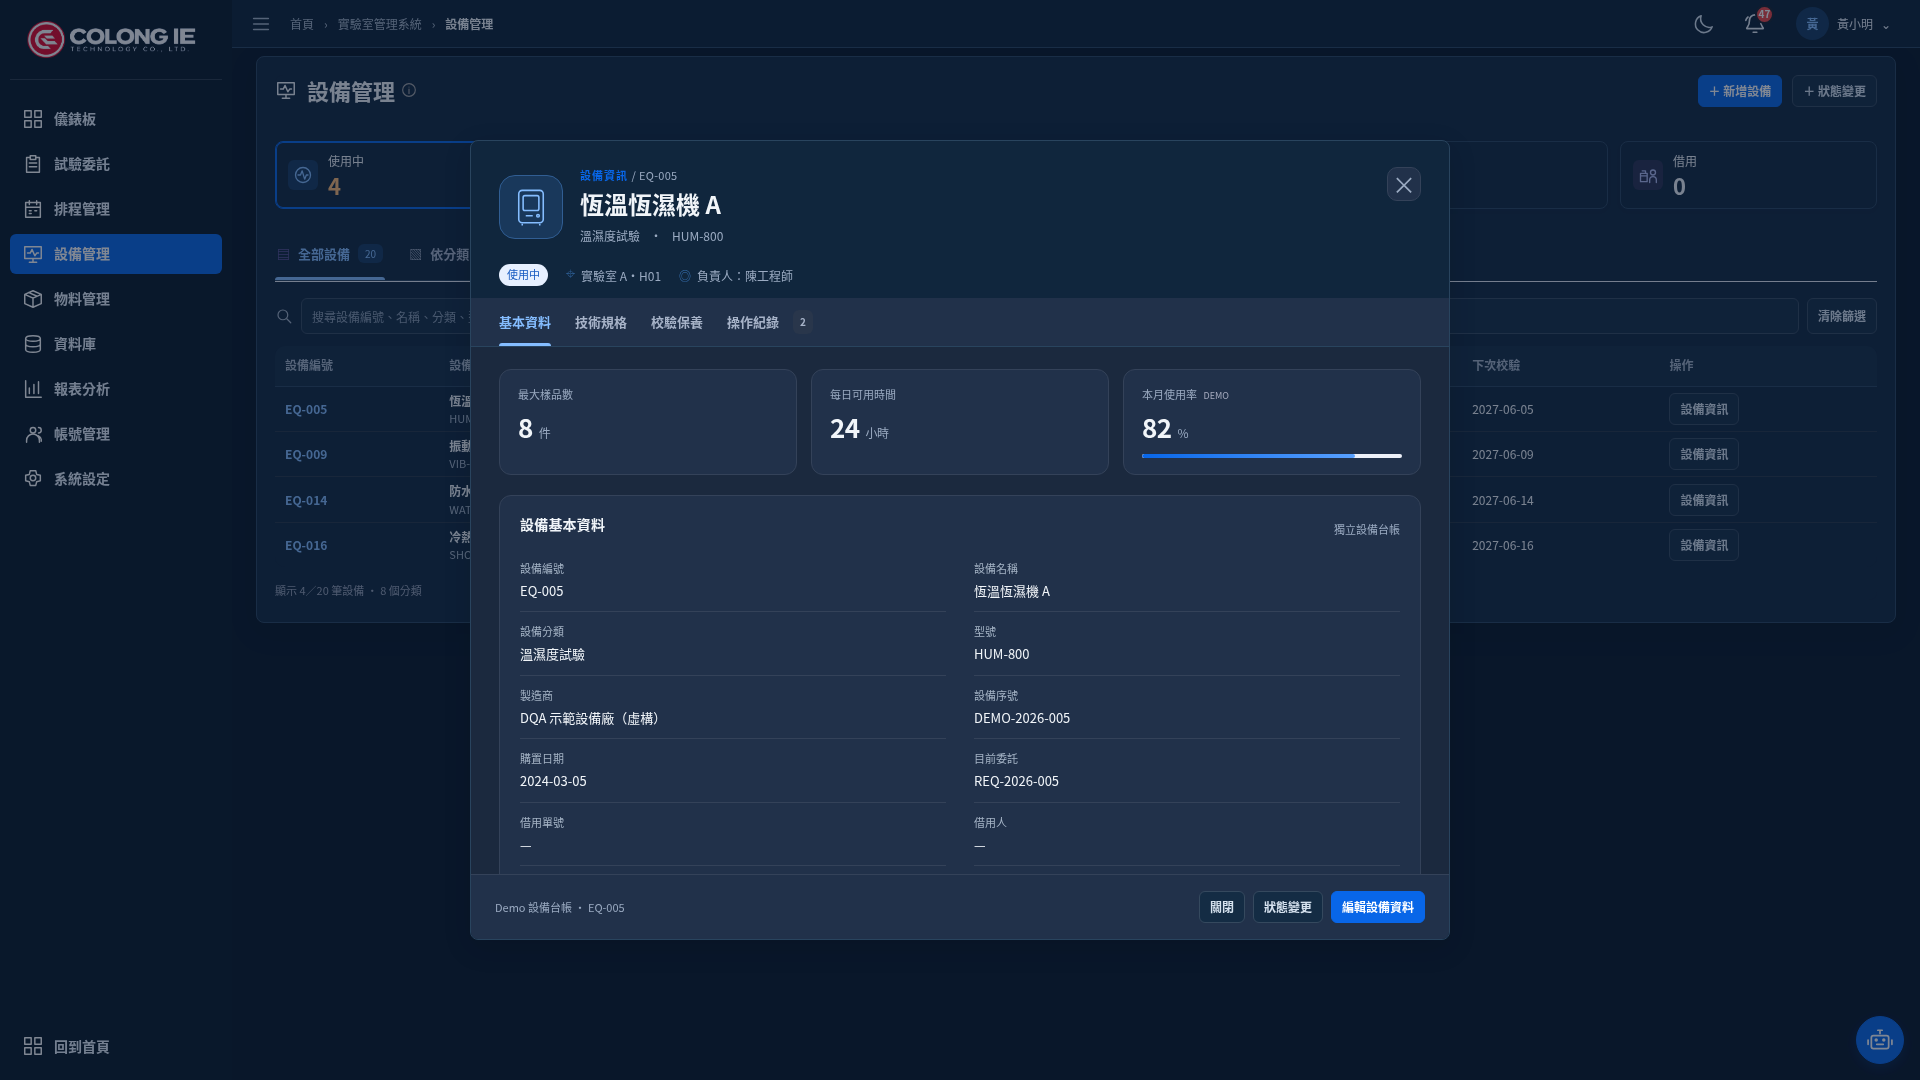 COLONG IE
TECHNOLOGY CO., LTD.
儀錶板
試驗委託
排程管理
設備管理
物料管理
資料庫
報表分析
帳號管理
系統設定
回到首頁
首頁 › 實驗室管理系統 › 設備管理
47
黃 黃小明
設備管理
+ 新增設備
+ 狀態變更
使用中
4
借用
0
全部設備 20
依分類
搜尋設備編號、名稱、分類、
清除篩選
設備編號 設備 下次校驗 操作
EQ-005 恆溫 HUM 2027-06-05 設備資訊
EQ-009 振動 VIB- 2027-06-09 設備資訊
EQ-014 防水 WAT 2027-06-14 設備資訊
EQ-016 冷熱 SHO 2027-06-16 設備資訊
顯示 4／20 筆設備 • 8 個分類
設備資訊 / EQ-005
恆溫恆濕機 A
溫濕度試驗 • HUM-800
使用中 實驗室 A • H01 負責人：陳工程師
基本資料 技術規格 校驗保養 操作紀錄 2
最大樣品數
8 件
每日可用時間
24 小時
本月使用率 DEMO
82 %
設備基本資料
獨立設備台帳
設備編號
EQ-005
設備名稱
恆溫恆濕機 A
設備分類
溫濕度試驗
型號
HUM-800
製造商
DQA 示範設備廠（虛構）
設備序號
DEMO-2026-005
購置日期
2024-03-05
目前委託
REQ-2026-005
借用單號
—
借用人
—
Demo 設備台帳 • EQ-005
關閉
狀態變更
編輯設備資料